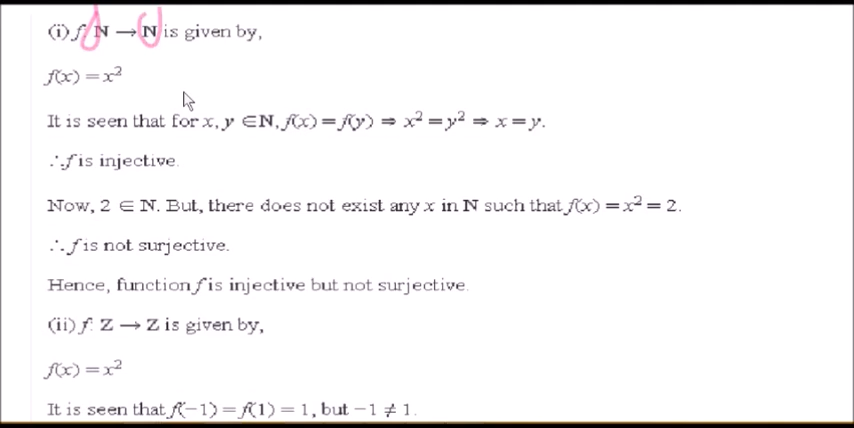 (i) f: N → N is given by,
f(x) = x²
It is seen that for x, y ∈N, f(x) = f(y) ⇒ x² = y² ⇒ x = y.
∴f is injective.
Now, 2 ∈ N. But, there does not exist any x in N such that f(x) = x² = 2.
∴ f is not surjective.
Hence, function f is injective but not surjective.
(ii) f: Z → Z is given by,
f(x) = x²
It is seen that f(−1) = f(1) = 1, but −1 ≠ 1.